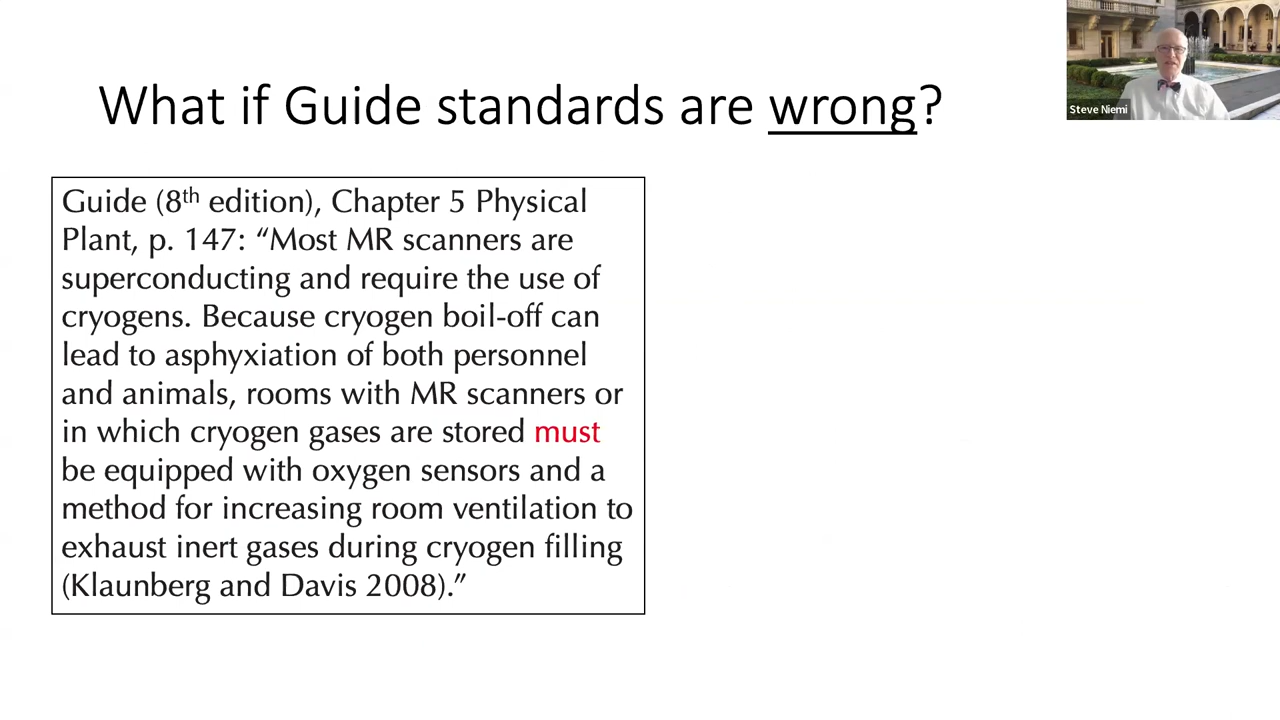 What if Guide standards are wrong?
Steve Niemi
Guide (8th edition), Chapter 5 Physical
Plant, p. 147: “Most MR scanners are
superconducting and require the use of
cryogens. Because cryogen boil-off can
lead to asphyxiation of both personnel
and animals, rooms with MR scanners or
in which cryogen gases are stored must
be equipped with oxygen sensors and a
method for increasing room ventilation to
exhaust inert gases during cryogen filling
(Klaunberg and Davis 2008).”